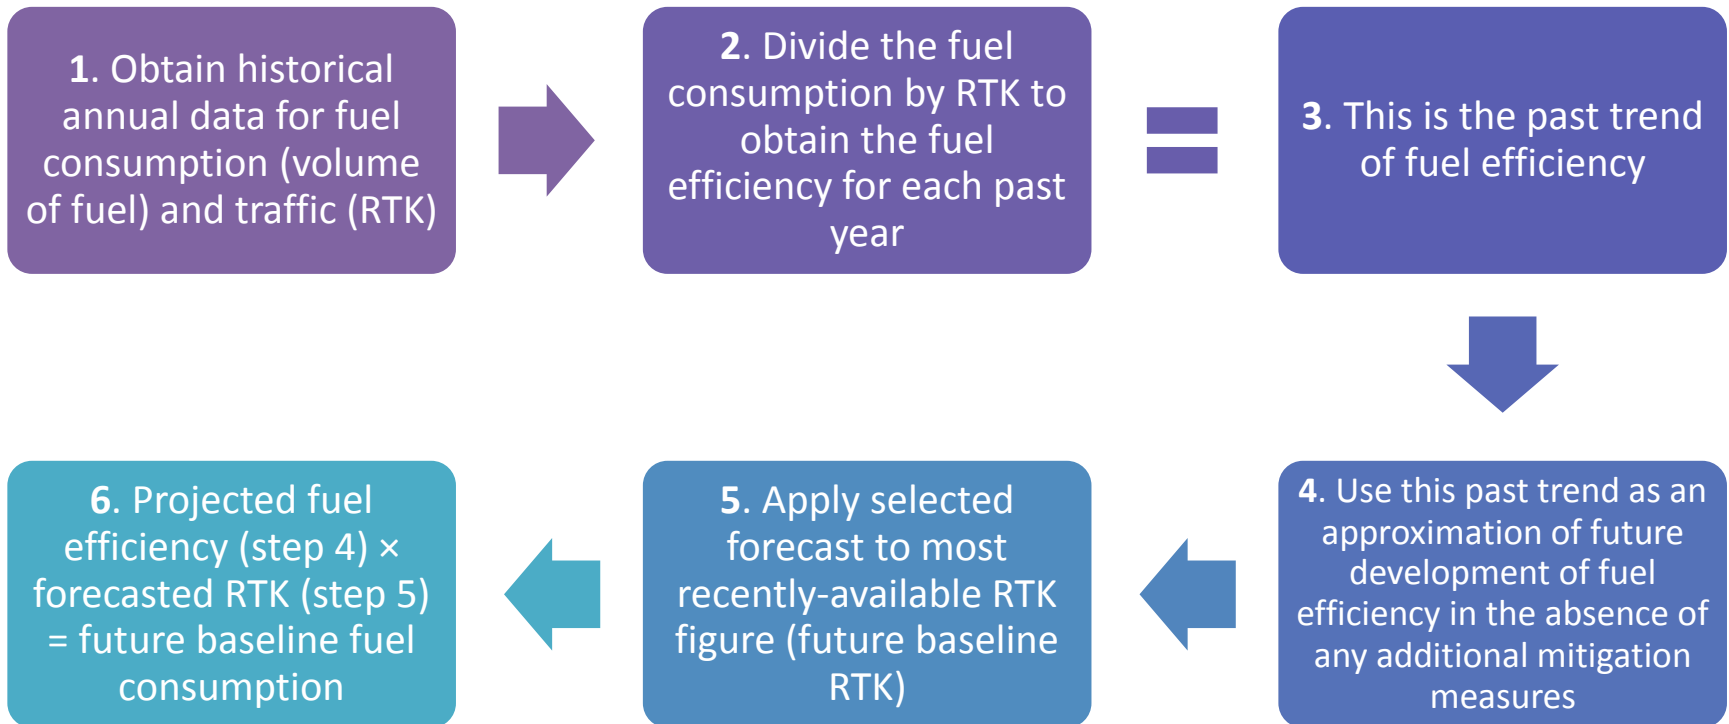 1. Obtain historical
annual data for fuel
consumption (volume
of fuel) and traffic (RTK)
2. Divide the fuel
consumption by RTK to
obtain the fuel
efficiency for each past
year
3. This is the past trend
of fuel efficiency
4. Use this past trend as an
approximation of future
development of fuel
efficiency in the absence of
any additional mitigation
measures
5. Apply selected
forecast to most
recently-available RTK
figure (future baseline
RTK)
6. Projected fuel
efficiency (step 4) ×
forecasted RTK (step 5)
= future baseline fuel
consumption